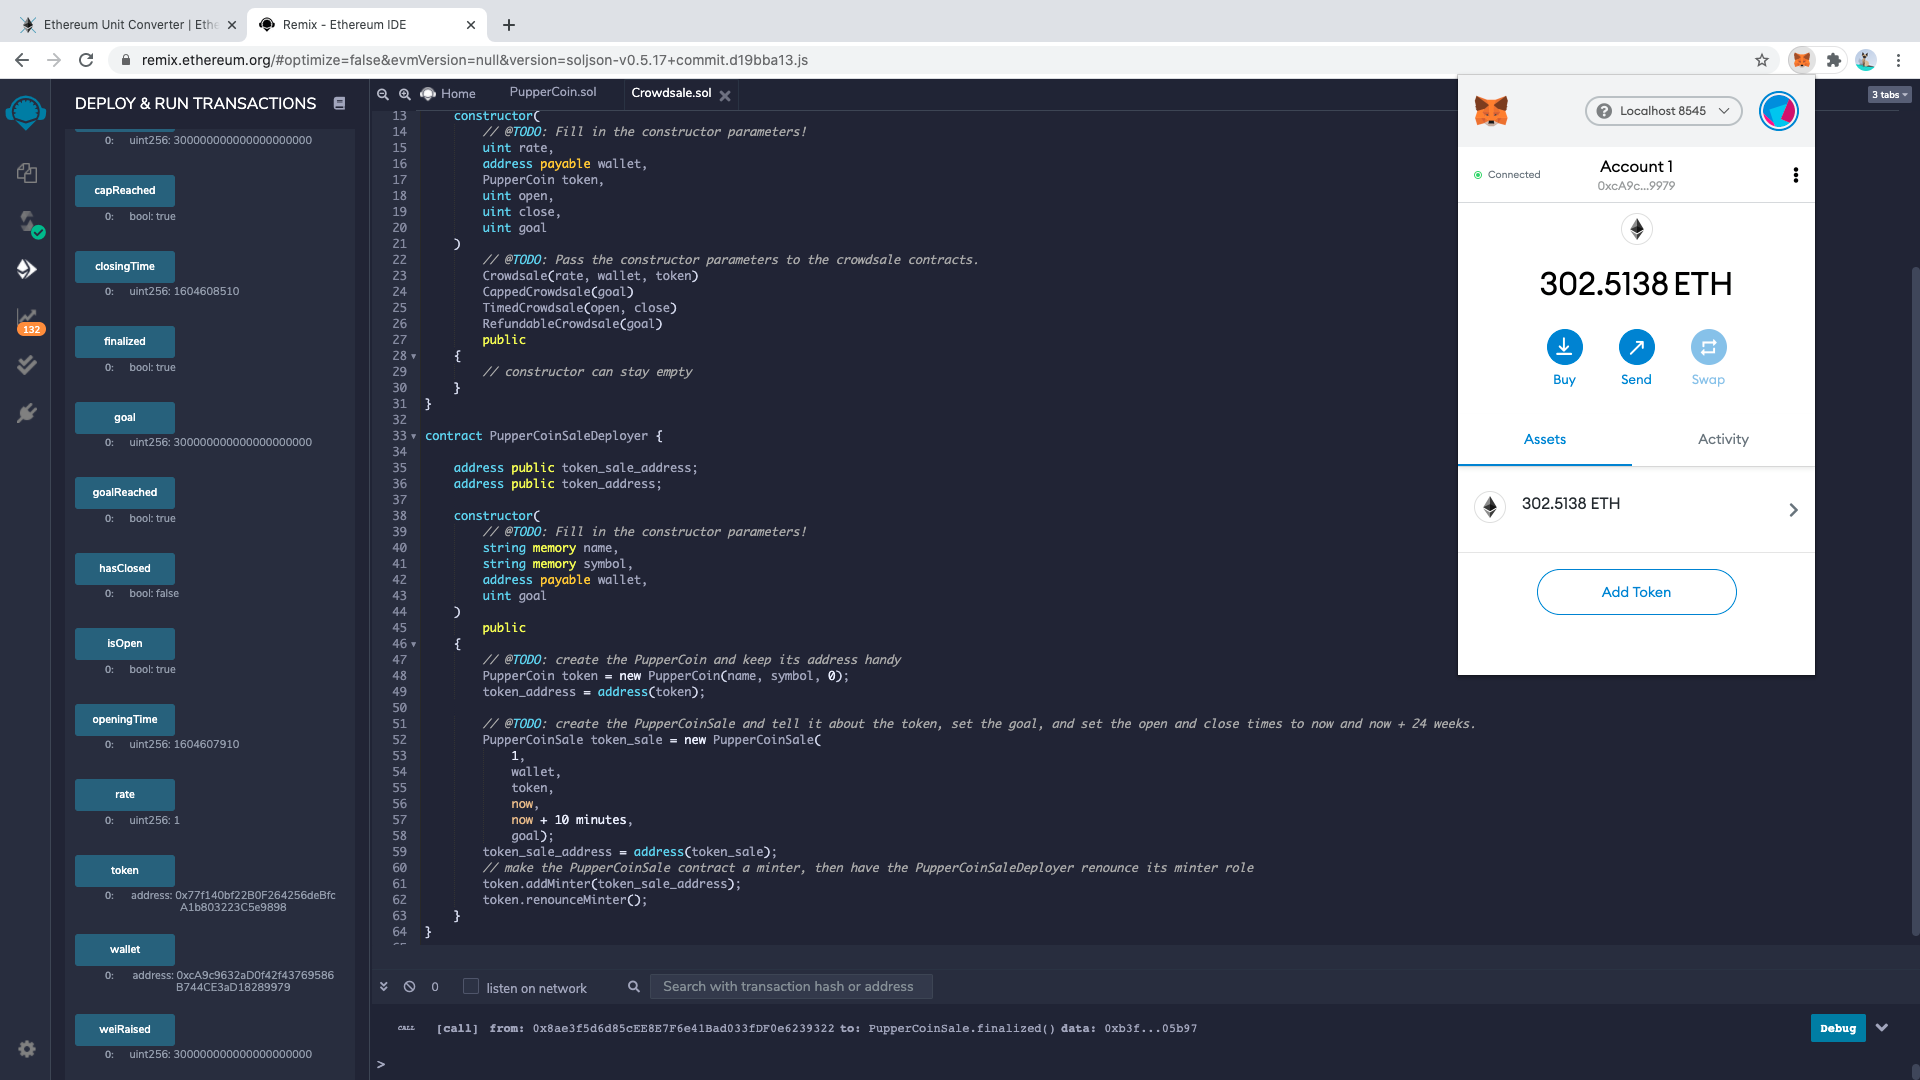 Ethereum Unit Converter | Ethe
Remix - Ethereum IDE
remix.ethereum.org/#optimize=false&evmVersion=null&version=soljson-v0.5.17+commit.d19bba13.js
DEPLOY & RUN TRANSACTIONS
0: uint256: 300000000000000000000
capReached
0: bool: true
closingTime
0: uint256: 1604608510
finalized
0: bool: true
goal
0: uint256: 300000000000000000000
goalReached
0: bool: true
hasClosed
0: bool: false
isOpen
0: bool: true
openingTime
0: uint256: 1604607910
rate
0: uint256: 1
token
0: address: 0x77f140bf22B0F264256deBfc
A1b803223C5e9898
wallet
0: address: 0xcA9c9632aD0f42f43769586
B744CE3aD18289979
weiRaised
0: uint256: 300000000000000000000
132
Home
PupperCoin.sol
Crowdsale.sol
3 tabs
13 constructor(
14 // @TODO: Fill in the constructor parameters!
15 uint rate,
16 address payable wallet,
17 PupperCoin token,
18 uint open,
19 uint close,
20 uint goal
21 )
22 // @TODO: Pass the constructor parameters to the crowdsale contracts.
23 Crowdsale(rate, wallet, token)
24 CappedCrowdsale(goal)
25 TimedCrowdsale(open, close)
26 RefundableCrowdsale(goal)
27 public
28 {
29 // constructor can stay empty
30 }
31 }
32
33 contract PupperCoinSaleDeployer {
34
35 address public token_sale_address;
36 address public token_address;
37
38 constructor(
39 // @TODO: Fill in the constructor parameters!
40 string memory name,
41 string memory symbol,
42 address payable wallet,
43 uint goal
44 )
45 public
46 {
47 // @TODO: create the PupperCoin and keep its address handy
48 PupperCoin token = new PupperCoin(name, symbol, 0);
49 token_address = address(token);
50
51 // @TODO: create the PupperCoinSale and tell it about the token, set the goal, and set the open and close times to now and now + 24 weeks.
52 PupperCoinSale token_sale = new PupperCoinSale(
53 1,
54 wallet,
55 token,
56 now,
57 now + 10 minutes,
58 goal);
59 token_sale_address = address(token_sale);
60 // make the PupperCoinSale contract a minter, then have the PupperCoinSaleDeployer renounce its minter role
61 token.addMinter(token_sale_address);
62 token.renounceMinter();
63 }
64 }
Localhost 8545
Connected
Account 1
0xcA9c...9979
302.5138 ETH
Buy
Send
Swap
Assets
Activity
302.5138 ETH
Add Token
0
listen on network
Search with transaction hash or address
CALL [call] from: 0x8ae3f5d6d85cEE8E7F6e41Bad033fDF0e6239322 to: PupperCoinSale.finalized() data: 0xb3f...05b97
Debug
>